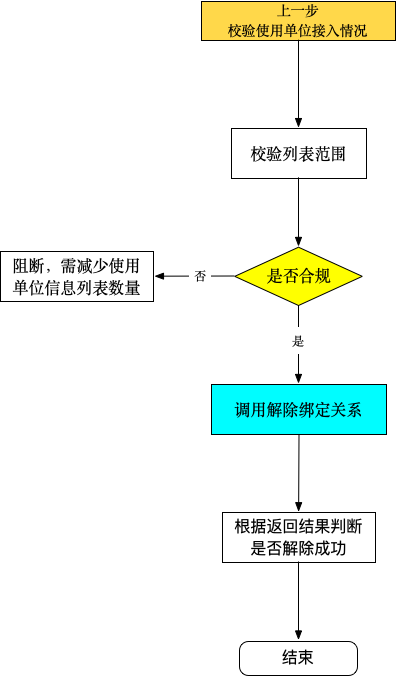 上一步
校验使用单位接入情况
校验列表范围
是否合规
否
阻断，需减少使用
单位信息列表数量
是
调用解除绑定关系
根据返回结果判断
是否解除成功
结束